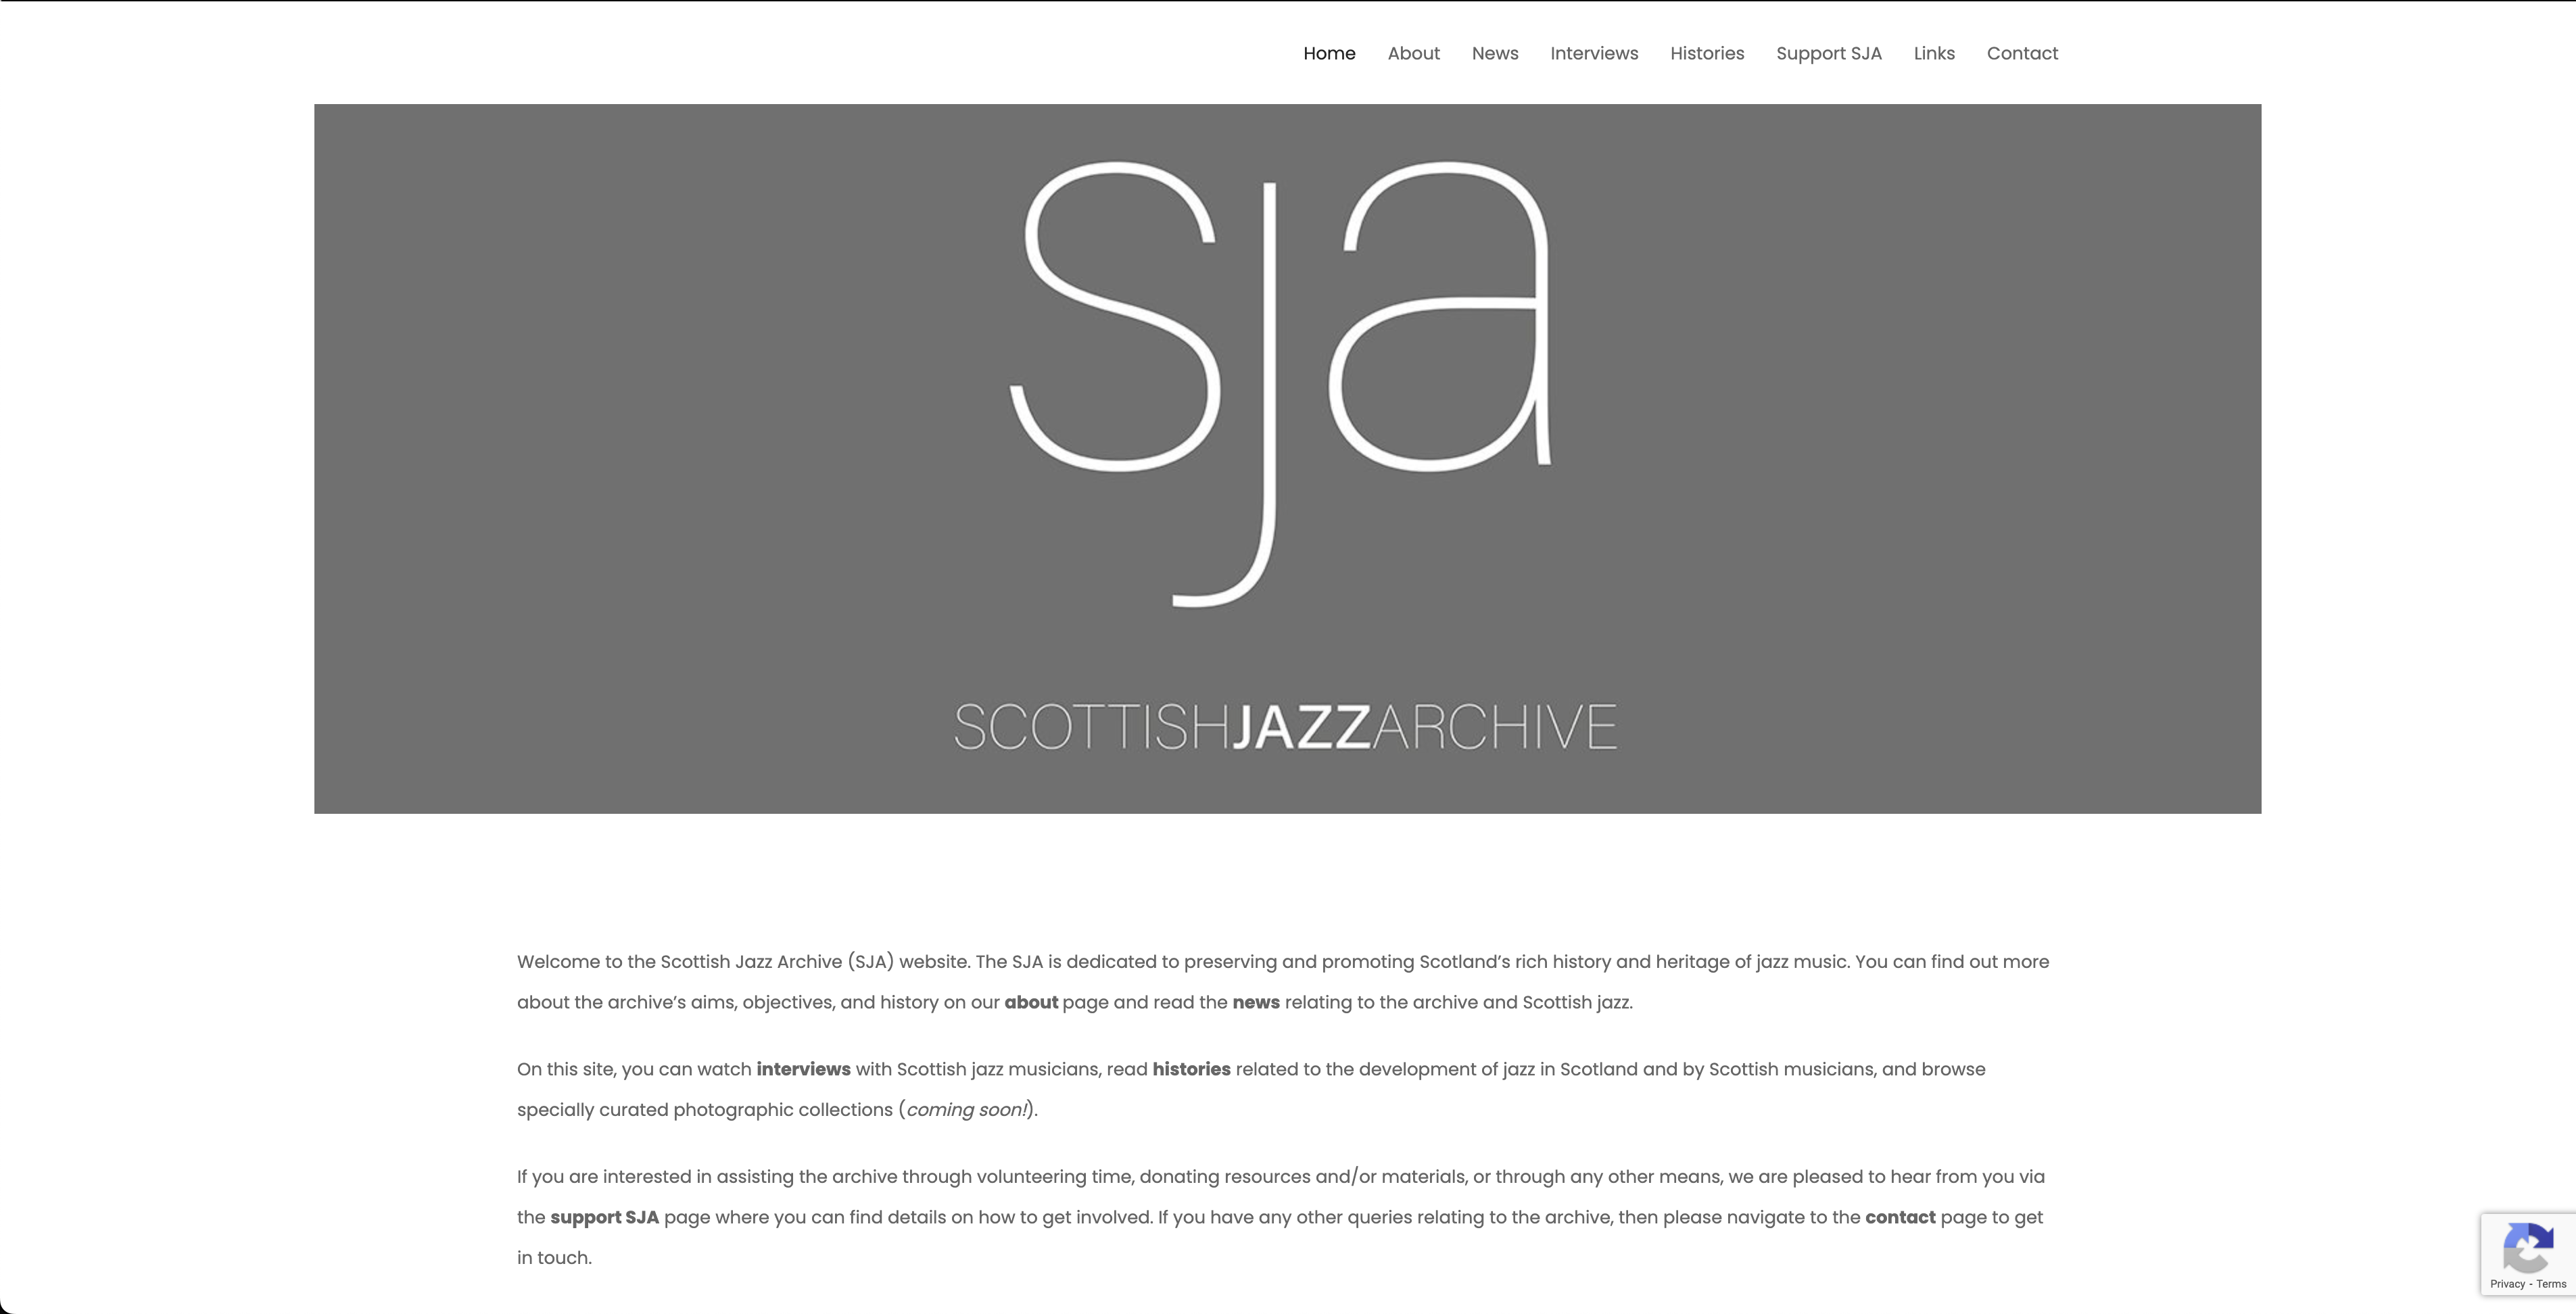 Home About News Interviews Histories Support SJA Links Contact
sja
SCOTTISHJAZZARCHIVE
Welcome to the Scottish Jazz Archive (SJA) website. The SJA is dedicated to preserving and promoting Scotland’s rich history and heritage of jazz music. You can find out more
about the archive’s aims, objectives, and history on our about page and read the news relating to the archive and Scottish jazz.
On this site, you can watch interviews with Scottish jazz musicians, read histories related to the development of jazz in Scotland and by Scottish musicians, and browse
specially curated photographic collections (coming soon!).
If you are interested in assisting the archive through volunteering time, donating resources and/or materials, or through any other means, we are pleased to hear from you via
the support SJA page where you can find details on how to get involved. If you have any other queries relating to the archive, then please navigate to the contact page to get
in touch.
Privacy - Terms